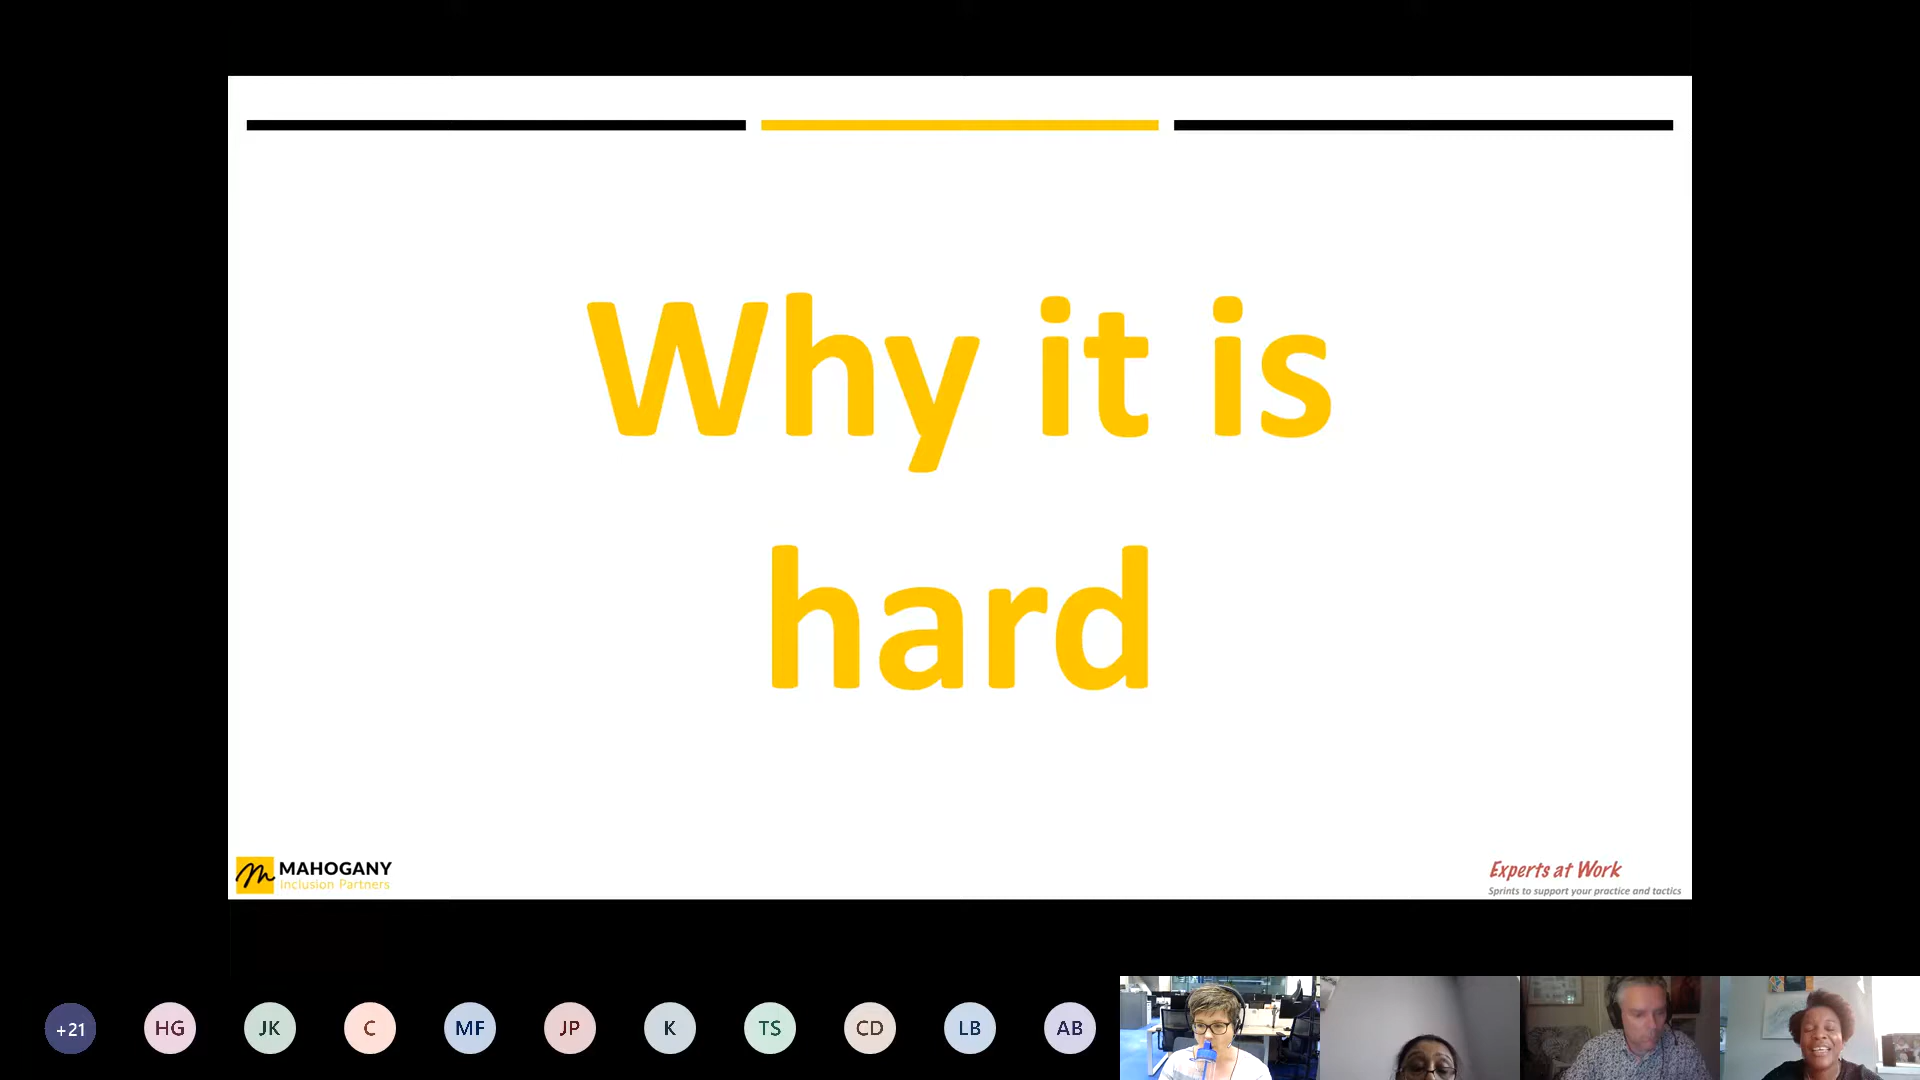 Why it is
hard
MAHOGANY
Inclusion Partners
Experts at Work
Sprints to support your practice and tactics
+21
HG
JK
C
MF
JP
K
TS
CD
LB
AB